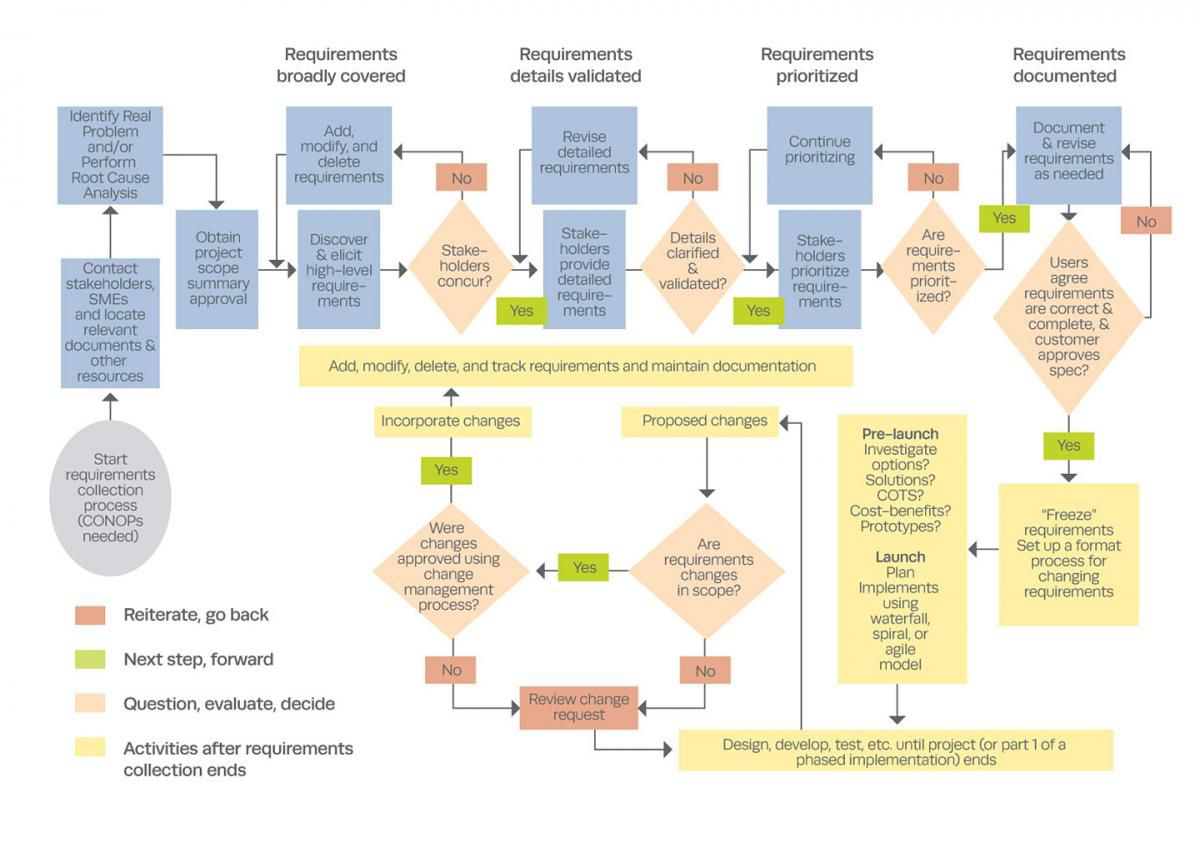 Requirements
broadly covered
Requirements
details validated
Requirements
prioritized
Requirements
documented
Identify Real
Problem
and/or
Perform
Root Cause
Analysis
Add,
modify, and
delete
requirements
Revise
detailed
requirements
Continue
prioritizing
Document
& revise
requirements
as needed
No
No
No
No
Yes
Obtain
project
scope
summary
approval
Discover
& elicit
high-level
require-
ments
Stake-
holders
concur?
Yes
Stake-
holders
provide
detailed
require-
ments
Details
clarified
&
validated?
Yes
Stake-
holders
prioritize
require-
ments
Are
require-
ments
priorit-
ized?
Users
agree
requirements
are correct &
complete, &
customer
approves
spec?
Contact
stakeholders,
SMEs
and locate
relevant
documents &
other
resources
Add, modify, delete, and track requirements and maintain documentation
Incorporate changes
Proposed changes
Start
requirements
collection
process
(CONOPs
needed)
Yes
Yes
Pre-launch
Investigate
options?
Solutions?
COTS?
Cost-benefits?
Prototypes?
Launch
Plan
Implements
using
waterfall,
spiral, or
agile
model
“Freeze”
requirements
Set up a format
process for
changing
requirements
Were
changes
approved using
change
management
process?
Yes
Are
requirements
changes
in scope?
No
No
Review change
request
Design, develop, test, etc. until project (or part 1 of a
phased implementation) ends
Reiterate, go back
Next step, forward
Question, evaluate, decide
Activities after requirements
collection ends